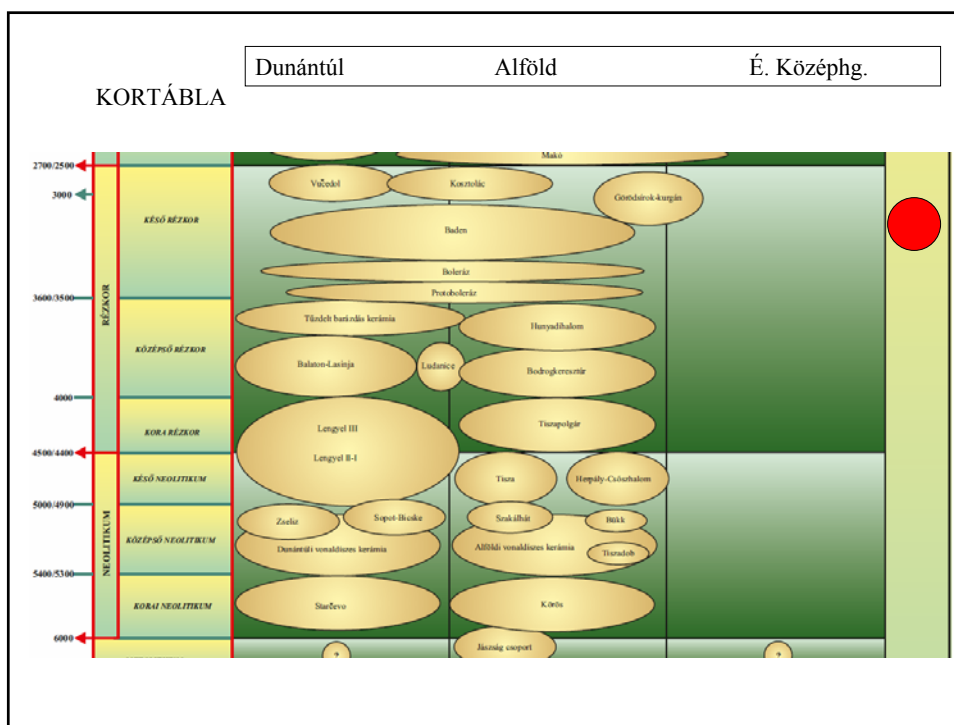 Dunántúl Alföld É. Középhg.
KORTÁBLA
Makó
2700/2500
Vučedol Kosztolác
3000
Gödörsírok-kurgán
KÉSŐ RÉZKOR
Baden
Boleráz
Protoboleráz
3600/3500
RÉZKOR
Tűzdelt barázdás kerámia
Hunyadihalom
KÖZÉPSŐ RÉZKOR
Balaton-Lasinja Ludanice Bodrogkeresztúr
4000
KORA RÉZKOR
Lengyel III Tiszapolgár
4500/4400
Lengyel II-I
KÉSŐ NEOLITIKUM
Tisza Herpály-Csőszhalom
5000/4900
NEOLITIKUM
Zseliz Sopot-Bicske Szakálhát Bükk
KÖZÉPSŐ NEOLITIKUM
Dunántúli vonaldíszes kerámia Alföldi vonaldíszes kerámia
Tiszadob
5400/5300
KORAI NEOLITIKUM
Starčevo Körös
6000
? Jászság csoport ?